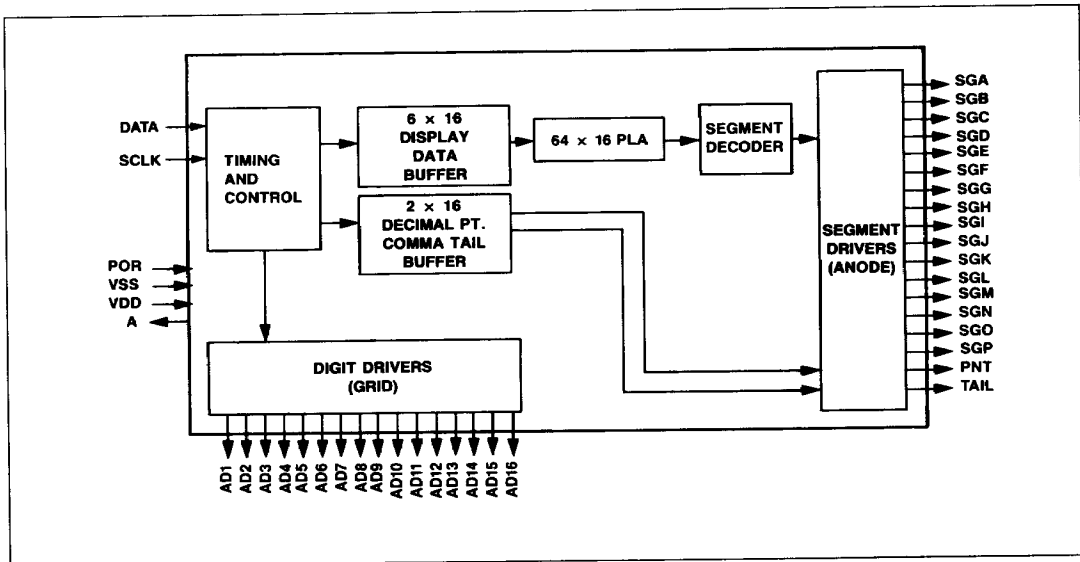 DATA
SCLK
POR
VSS
VDD
A
TIMING
AND
CONTROL
6 × 16
DISPLAY
DATA
BUFFER
2 × 16
DECIMAL PT.
COMMA TAIL
BUFFER
64 × 16 PLA
SEGMENT
DECODER
SEGMENT
DRIVERS
(ANODE)
DIGIT DRIVERS
(GRID)
SGA
SGB
SGC
SGD
SGE
SGF
SGG
SGH
SGI
SGJ
SGK
SGL
SGM
SGN
SGO
SGP
PNT
TAIL
AD1
AD2
AD3
AD4
AD5
AD6
AD7
AD8
AD9
AD10
AD11
AD12
AD13
AD14
AD15
AD16